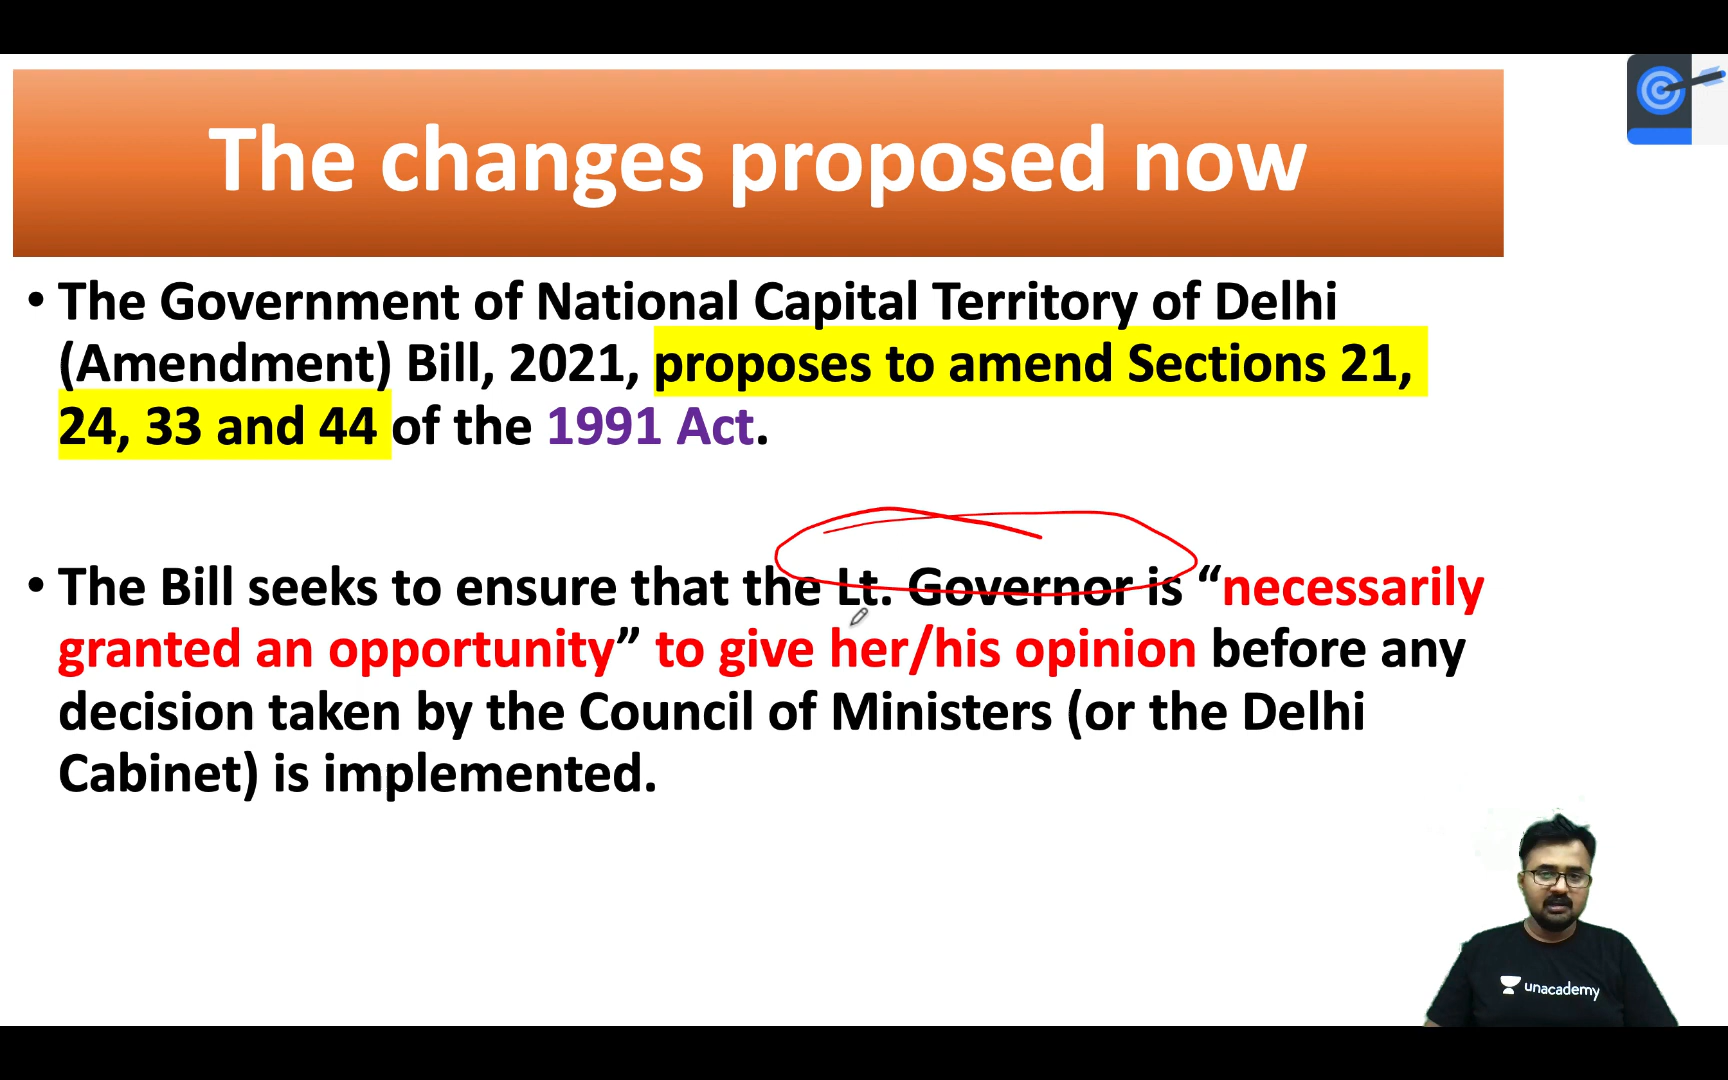 The changes proposed now
• The Government of National Capital Territory of Delhi
(Amendment) Bill, 2021, proposes to amend Sections 21,
24, 33 and 44 of the 1991 Act.
• The Bill seeks to ensure that the Lt. Governor is “necessarily
granted an opportunity” to give her/his opinion before any
decision taken by the Council of Ministers (or the Delhi
Cabinet) is implemented.
unacademy